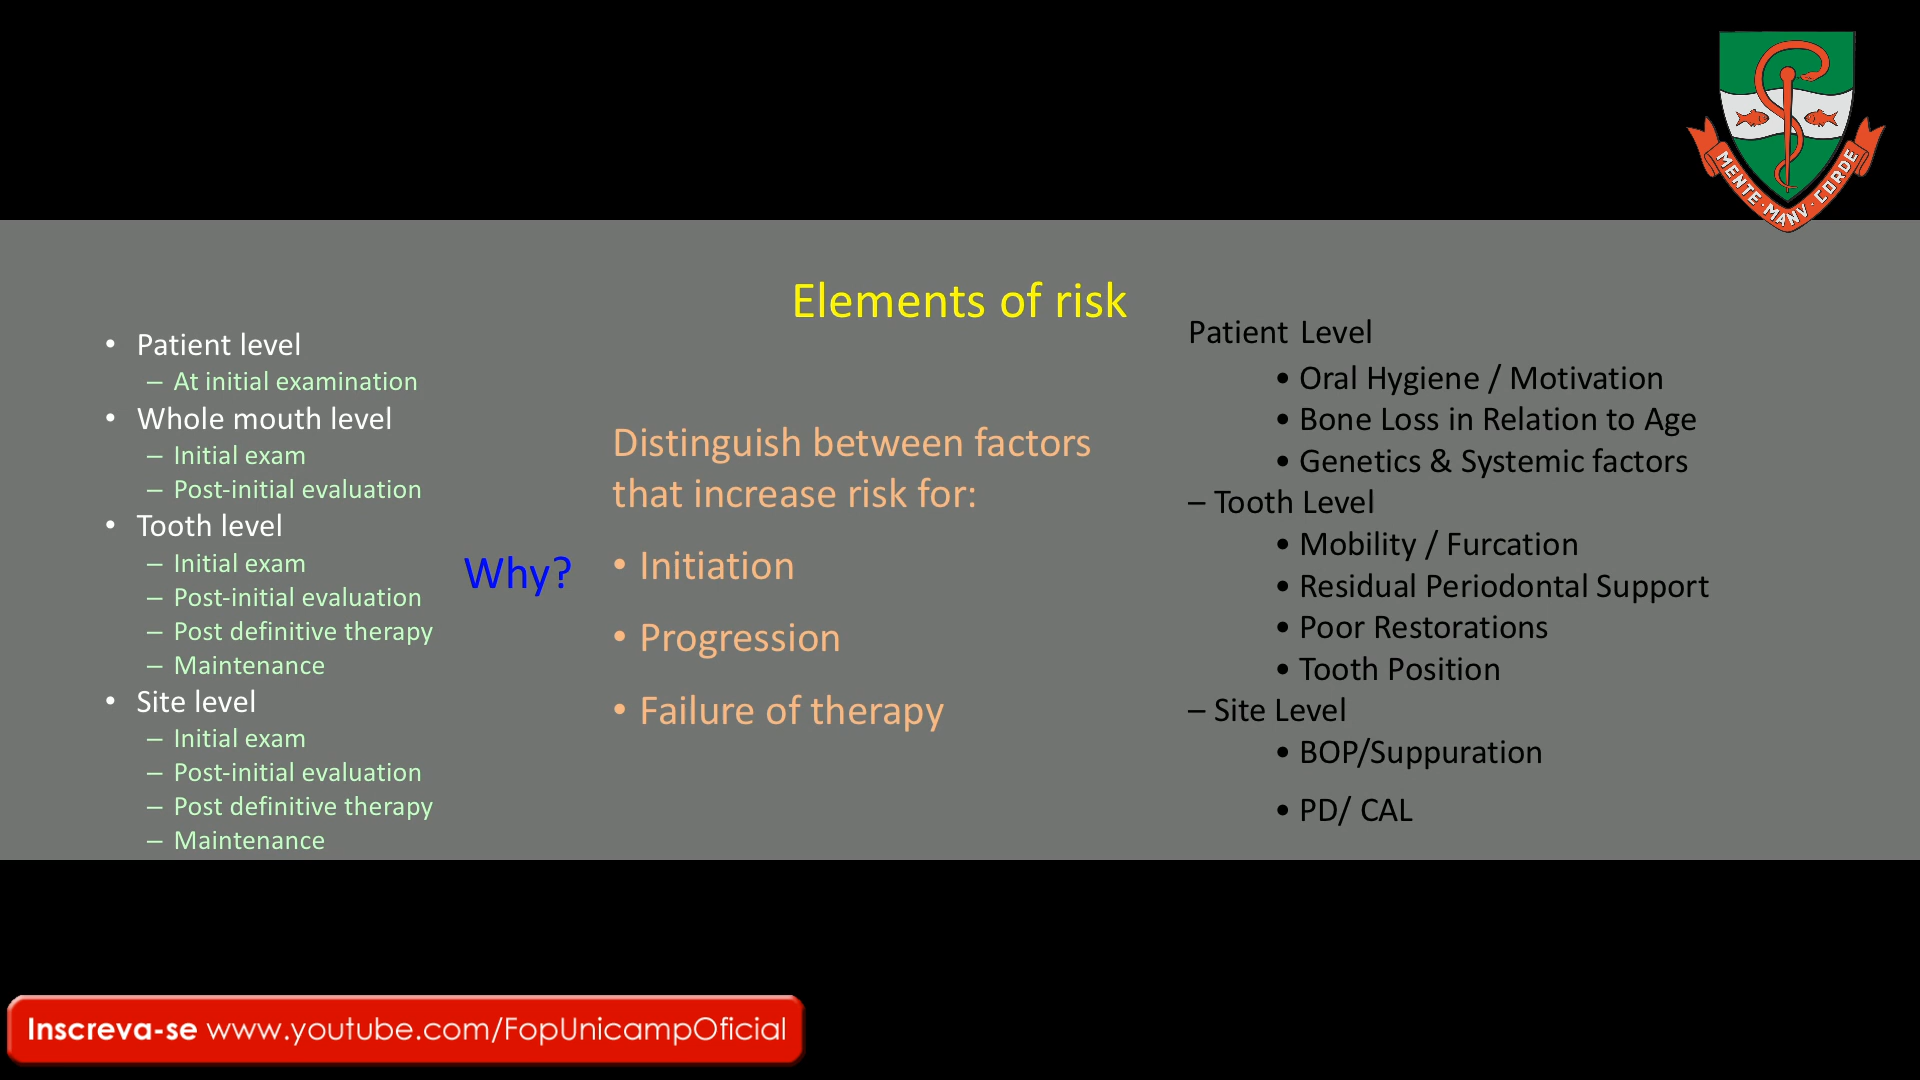 MENTE · MANV · CORDE
Elements of risk
• Patient level
– At initial examination
• Whole mouth level
– Initial exam
– Post-initial evaluation
• Tooth level
– Initial exam
– Post-initial evaluation
– Post definitive therapy
– Maintenance
• Site level
– Initial exam
– Post-initial evaluation
– Post definitive therapy
– Maintenance
Why?
Distinguish between factors
that increase risk for:
• Initiation
• Progression
• Failure of therapy
Patient Level
• Oral Hygiene / Motivation
• Bone Loss in Relation to Age
• Genetics & Systemic factors
– Tooth Level
• Mobility / Furcation
• Residual Periodontal Support
• Poor Restorations
• Tooth Position
– Site Level
• BOP/Suppuration
• PD/ CAL
Inscreva-se www.youtube.com/FopUnicampOficial